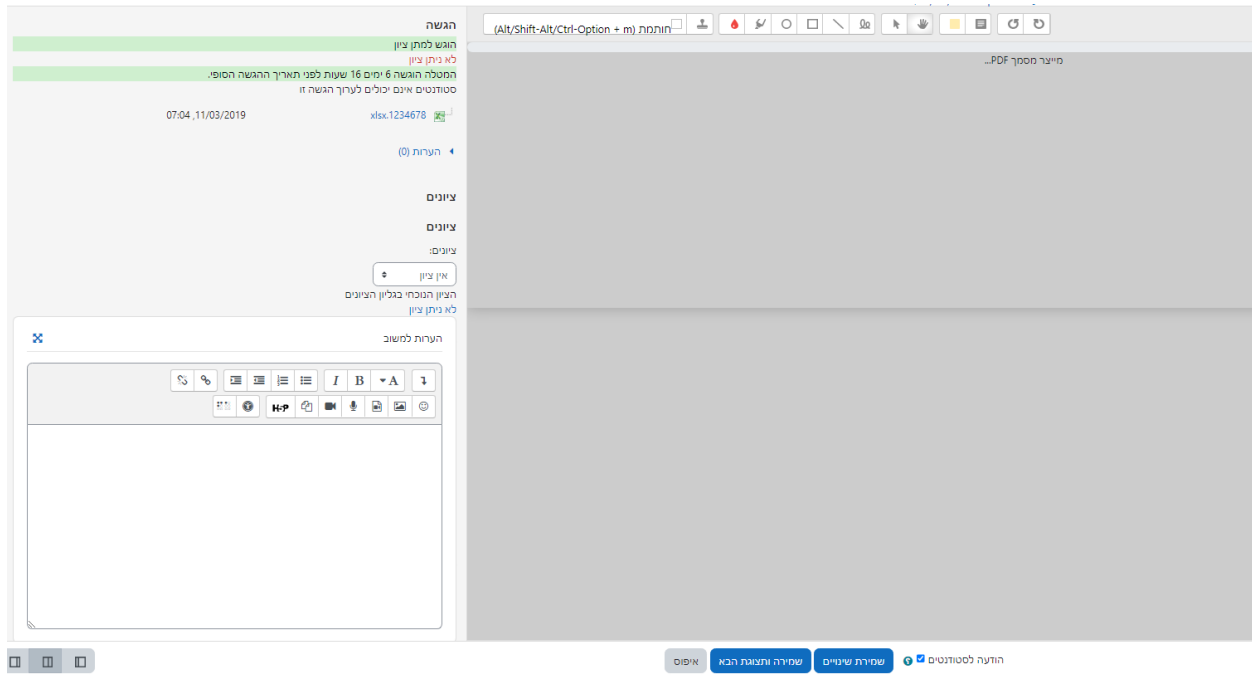 חותמת (Alt/Shift-Alt/Ctrl-Option + m)
מייצר מסמך PDF...
הגשה
הוגש למתן ציון
לא ניתן ציון
המטלה הוגשה 6 ימים 16 שעות לפני תאריך ההגשה הסופי.
סטודנטים אינם יכולים לערוך הגשה זו
1234678.xlsx 11/03/2019, 07:04
הערות (0)
ציונים
ציונים
ציונים:
אין ציון
הציון הנוכחי בגליון הציונים
לא ניתן ציון
הערות למשוב
A B I
H-P
הודעה לסטודנטים שמירת שינויים שמירה ותצוגת הבא איפוס